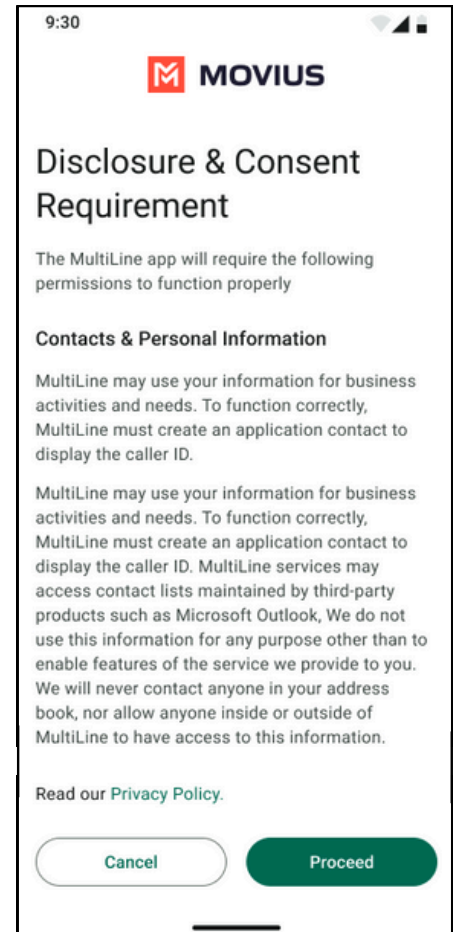 9:30
MOVIUS
Disclosure & Consent
Requirement
The MultiLine app will require the following
permissions to function properly
Contacts & Personal Information
MultiLine may use your information for business
activities and needs. To function correctly,
MultiLine must create an application contact to
display the caller ID.
MultiLine may use your information for business
activities and needs. To function correctly,
MultiLine must create an application contact to
display the caller ID. MultiLine services may
access contact lists maintained by third-party
products such as Microsoft Outlook, We do not
use this information for any purpose other than to
enable features of the service we provide to you.
We will never contact anyone in your address
book, nor allow anyone inside or outside of
MultiLine to have access to this information.
Read our Privacy Policy.
Cancel Proceed